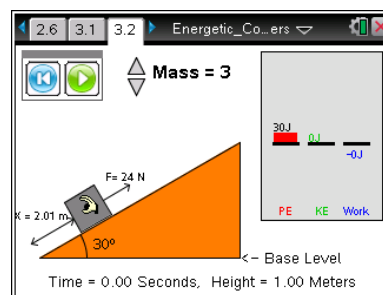 2.6 3.1 3.2 Energetic_Co…ers
Mass = 3
30J
0J
-0J
F= 24 N
X = 2.01 m
30°
PE KE Work
<- Base Level
Time = 0.00 Seconds, Height = 1.00 Meters